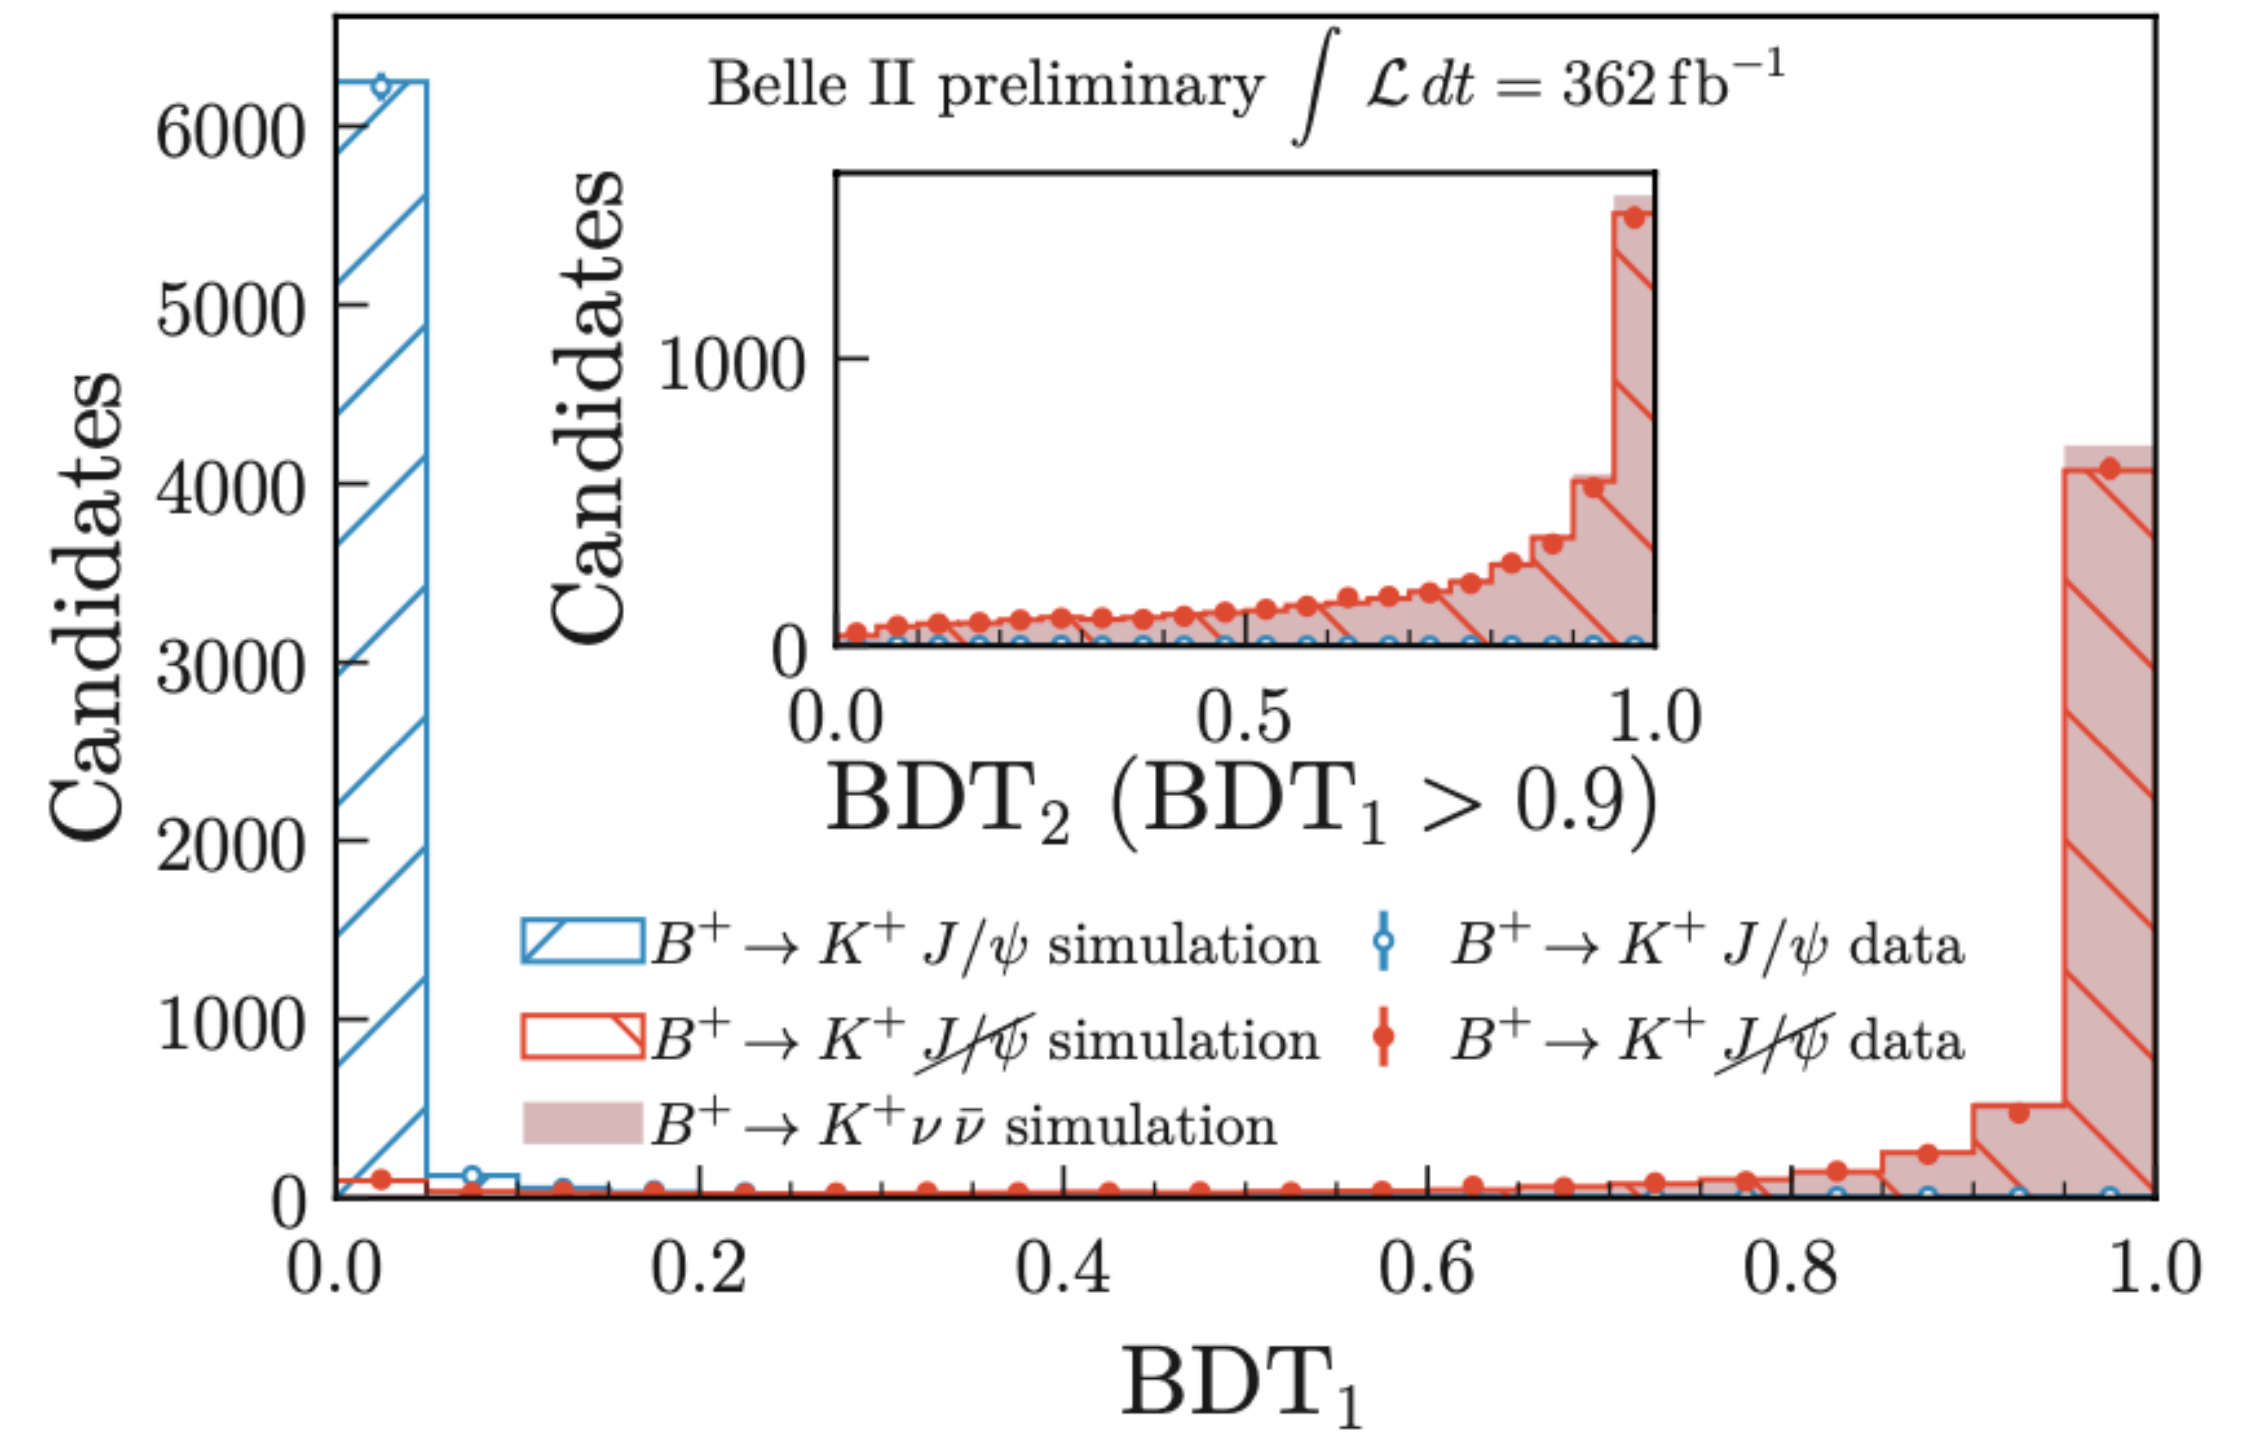 Belle II preliminary ∫ ℒ dt = 362 fb⁻¹
Candidates
6000
5000
4000
3000
2000
1000
0
Candidates
1000
0
0.0 0.5 1.0
BDT₂ (BDT₁ > 0.9)
B⁺ → K⁺ J/ψ simulation
B⁺ → K⁺ J̸/̸ψ̸ simulation
B⁺ → K⁺ν ν̄ simulation
B⁺ → K⁺ J/ψ data
B⁺ → K⁺ J̸/̸ψ̸ data
0.0 0.2 0.4 0.6 0.8 1.0
BDT₁